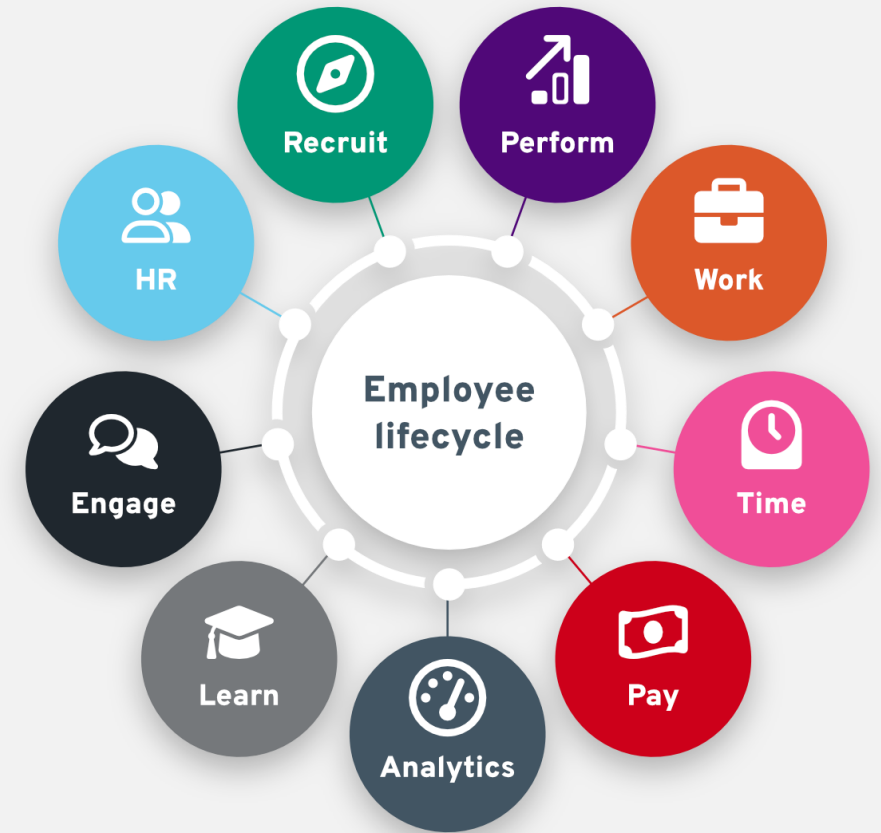 Recruit
Perform
HR
Work
Employee
lifecycle
Engage
Time
Learn
Pay
Analytics